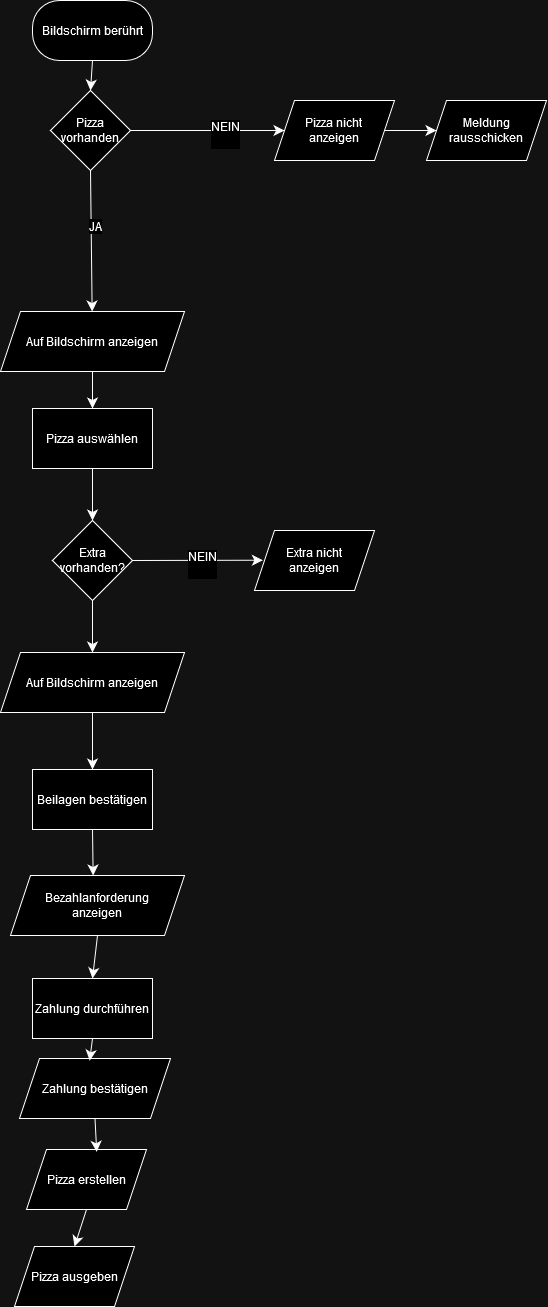 Bildschirm berührt
Pizza
vorhanden
NEIN
Pizza nicht
anzeigen
Meldung
rausschicken
JA
Auf Bildschirm anzeigen
Pizza auswählen
Extra
vorhanden?
NEIN
Extra nicht
anzeigen
Auf Bildschirm anzeigen
Beilagen bestätigen
Bezahlanforderung
anzeigen
Zahlung durchführen
Zahlung bestätigen
Pizza erstellen
Pizza ausgeben